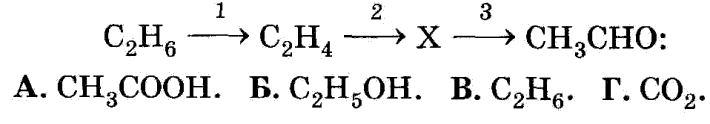 C₂H₆ —1→ C₂H₄ —2→ X —3→ CH₃CHO:
А. CH₃COOH. Б. C₂H₅OH. В. C₂H₆. Г. CO₂.